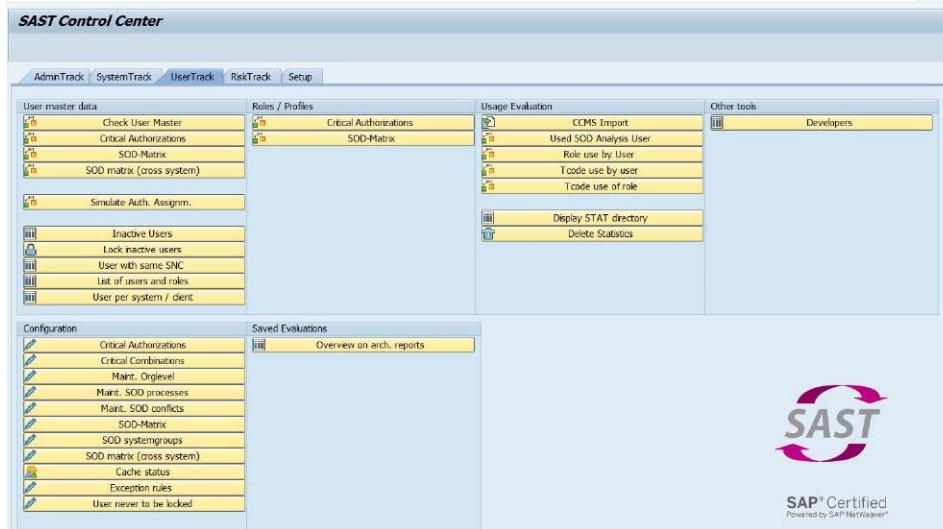 SAST Control Center
AdminTrack SystemTrack UserTrack RiskTrack Setup
User master data
Check User Master
Critical Authorizations
SOD-Matrix
SOD matrix (cross system)
Simulate Auth. Assignm.
Inactive Users
Lock inactive users
User with same SNC
List of users and roles
User per system / client
Roles / Profiles
Critical Authorizations
SOD-Matrix
Usage Evaluation
CCMS Import
Used SOD Analysis User
Role use by User
Tcode use by user
Tcode use of role
Display STAT directory
Delete Statistics
Other tools
Developers
Configuration
Critical Authorizations
Critical Combinations
Maint. Orglevel
Maint. SOD processes
Maint. SOD conflicts
SOD-Matrix
SOD systemgroups
SOD matrix (cross system)
Cache status
Exception rules
User never to be locked
Saved Evaluations
Overview on arch. reports
SAST
SAP® Certified
Powered by SAP NetWeaver®